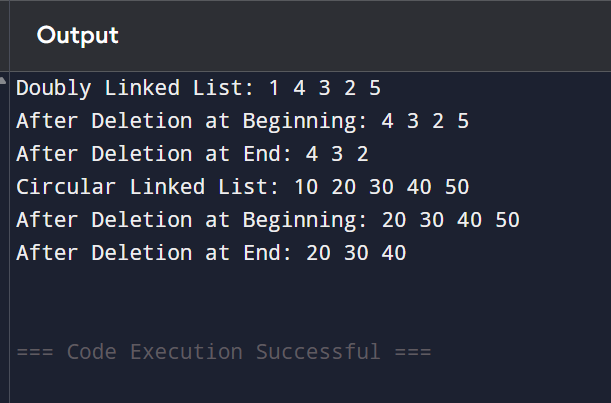 Output
Doubly Linked List: 1 4 3 2 5
After Deletion at Beginning: 4 3 2 5
After Deletion at End: 4 3 2
Circular Linked List: 10 20 30 40 50
After Deletion at Beginning: 20 30 40 50
After Deletion at End: 20 30 40
=== Code Execution Successful ===